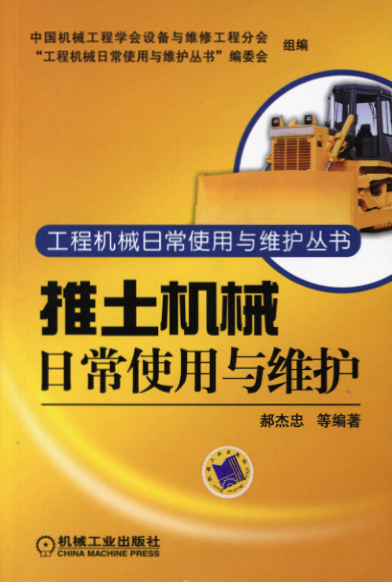 中国机械工程学会设备与维修工程分会
“工程机械日常使用与维护丛书”编委会
组编
工程机械日常使用与维护丛书
推土机械
日常使用与维护
郝杰忠 等编著
机械工业出版社
CHINA MACHINE PRESS